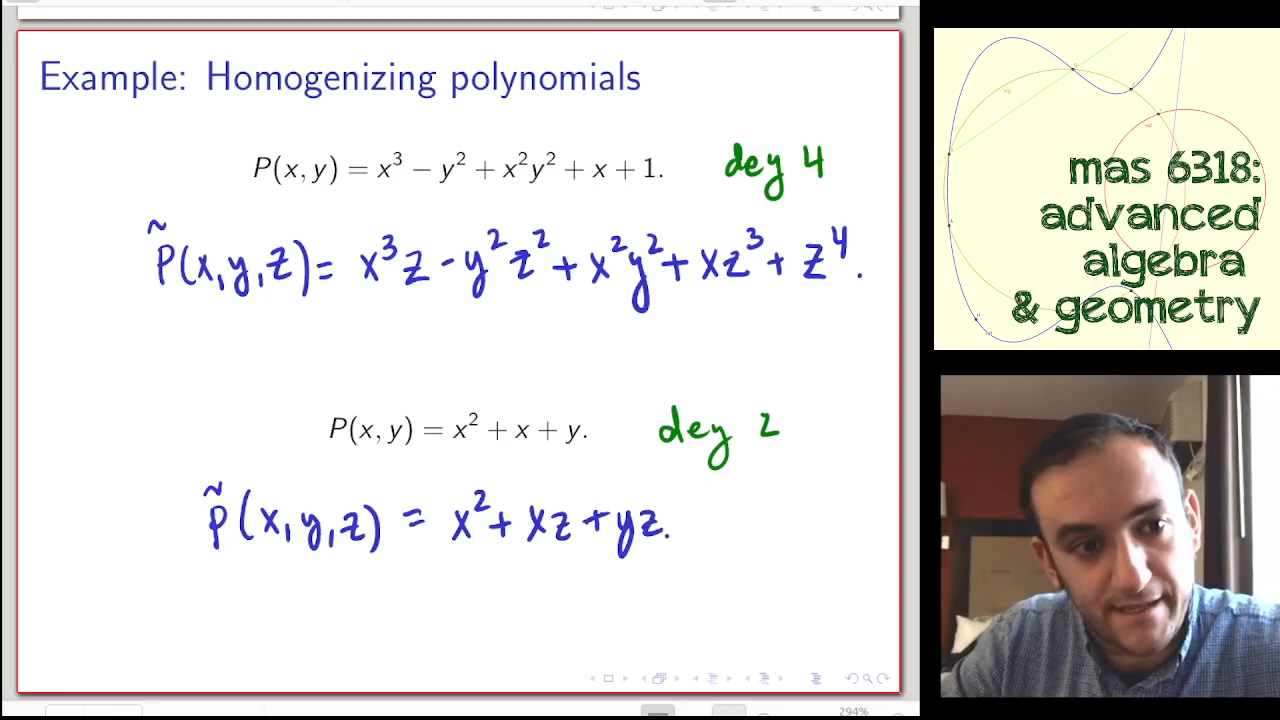 Example: Homogenizing polynomials
P(x, y) = x³ − y² + x²y² + x + 1. deg 4
P̃(x,y,z) = x³z - y²z² + x²y² + xz³ + z⁴.
P(x, y) = x² + x + y. deg 2
P̃(x,y,z) = x² + xz + yz.
294%
mas 6318:
advanced
algebra
& geometry